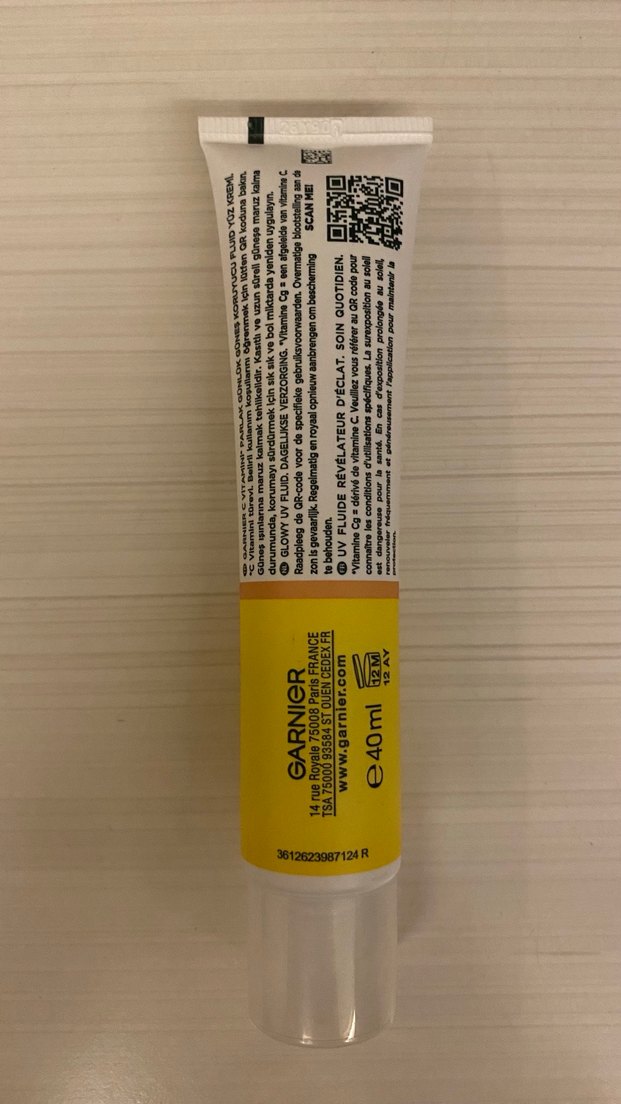 GARNIER C VITAMINI* PARLAK GÜNLÜK GÜNEŞ KORUYUCU FLUID YÜZ KREMİ.
*C Vitamini türevi. Belirli kullanım koşullarını öğrenmek için lütfen QR koduna bakın.
Güneş ışınlarına maruz kalmak tehlikelidir. Kasıtlı ve uzun süreli güneşe maruz kalma
durumunda, korumayı sürdürmek için sık sık ve bol miktarda yeniden uygulayın.
GLOWY UV FLUID. DAGELIJKSE VERZORGING. *Vitamine Cg = een afgeleide van vitamine C.
Raadpleeg de QR-code voor de specifieke gebruiksvoorwaarden. Overmatige blootstelling aan de
zon is gevaarlijk. Regelmatig en royaal opnieuw aanbrengen om bescherming
te behouden.
SCAN ME!
UV FLUIDE RÉVÉLATEUR D'ÉCLAT. SOIN QUOTIDIEN.
*Vitamine Cg = dérivé de vitamine C. Veuillez vous référer au QR code pour
connaître les conditions d'utilisations spécifiques. La surexposition au soleil
est dangereuse pour la santé. En cas d'exposition prolongée au soleil,
renouveler fréquemment et généreusement l'application pour maintenir la
protection.
GARNIER
14 rue Royale 75008 Paris FRANCE
TSA 75000 93584 ST OUEN CEDEX FR
www.garnier.com
e 40ml
12 M
12 AY
3612623987124 R